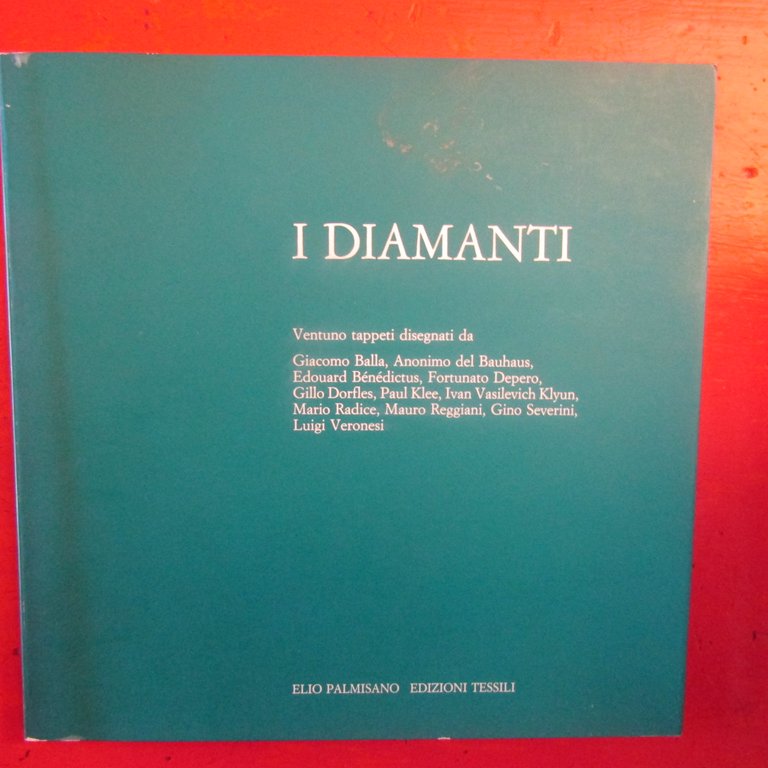 I DIAMANTI
Ventuno tappeti disegnati da
Giacomo Balla, Anonimo del Bauhaus,
Edouard Bénédictus, Fortunato Depero,
Gillo Dorfles, Paul Klee, Ivan Vasilevich Klyun,
Mario Radice, Mauro Reggiani, Gino Severini,
Luigi Veronesi
ELIO PALMISANO EDIZIONI TESSILI